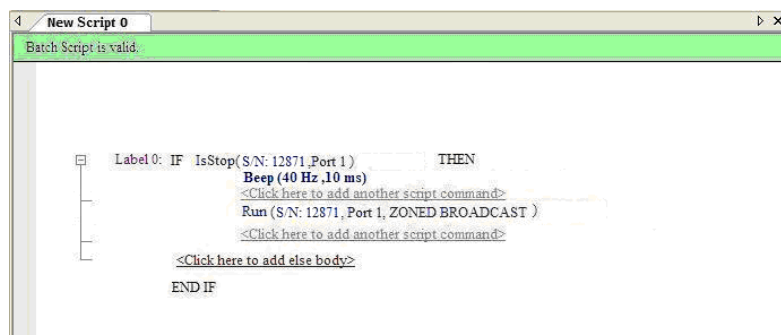 New Script 0
Batch Script is valid.
Label 0: IF IsStop(S/N: 12871 ,Port 1 ) THEN
Beep (40 Hz ,10 ms)
<Click here to add another script command>
Run (S/N: 12871, Port 1, ZONED BROADCAST )
<Click here to add another script command>
<Click here to add else body>
END IF